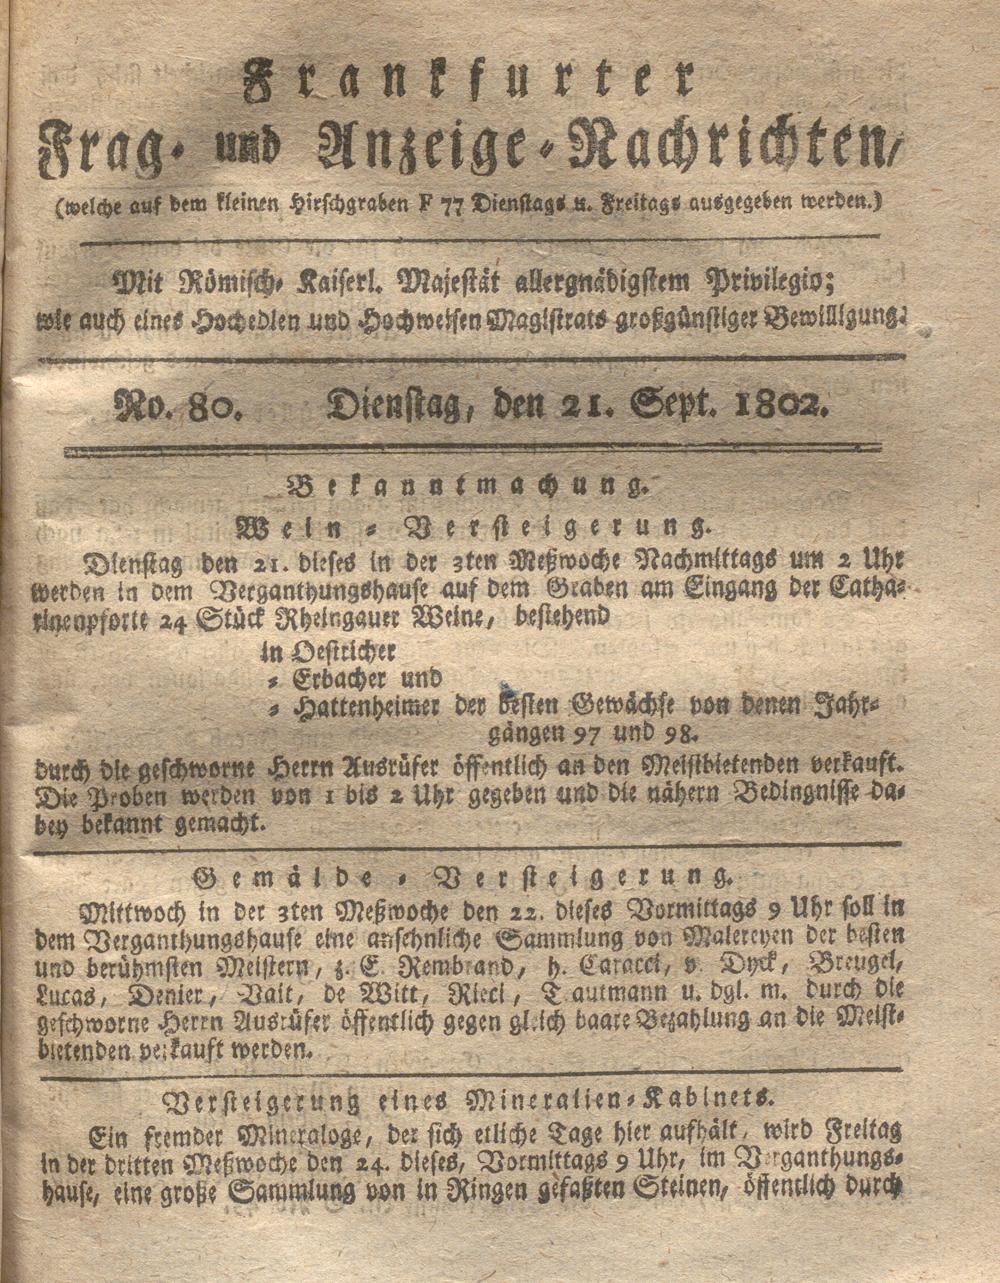 Frankfurter
Frag- und Anzeige-Nachrichten,
(welche auf dem kleinen Hirschgraben F 77 Dienstags u. Freitags ausgegeben werden.)
Mit Römisch- Kaiserl. Majestät allergnädigstem Privilegio;
wie auch eines Hochedlen und Hochweisen Magistrats großgünstiger Bewilligung.
No. 80. Dienstag, den 21. Sept. 1802.
Bekanntmachung.
Wein-Versteigerung.
Dienstag den 21. dieses in der 3ten Meßwoche Nachmittags um 2 Uhr
werden in dem Verganthungshause auf dem Graben am Eingang der Catha-
rinenpforte 24 Stück Rheingauer Weine, bestehend
in Oestricher
- Erbacher und
- Hattenheimer der besten Gewächse von denen Jahr-
gängen 97 und 98.
durch die geschworne Herrn Ausrüfer öffentlich an den Meistbietenden verkauft.
Die Proben werden von 1 bis 2 Uhr gegeben und die nähern Bedingnisse da-
bey bekannt gemacht.
Gemälde-Versteigerung.
Mittwoch in der 3ten Meßwoche den 22. dieses Vormittags 9 Uhr soll in
dem Verganthungshause eine ansehnliche Sammlung von Malereyen der besten
und berühmsten Meistern, z. E. Rembrand, H. Caracci, v. Dyck, Breugel,
Lucas, Denier, Vait, de Witt, Ricci, Trautmann u. dgl. m. durch die
geschworne Herrn Ausrüfer öffentlich gegen gleich baare Bezahlung an die Meist-
bietenden verkauft werden.
Versteigerung eines Mineralien-Kabinets.
Ein fremder Mineraloge, der sich etliche Tage hier aufhält, wird Freitag
in der dritten Meßwoche den 24. dieses, Vormittags 9 Uhr, im Verganthungs-
hause, eine große Sammlung von in Ringen gefaßten Steinen, öffentlich durch